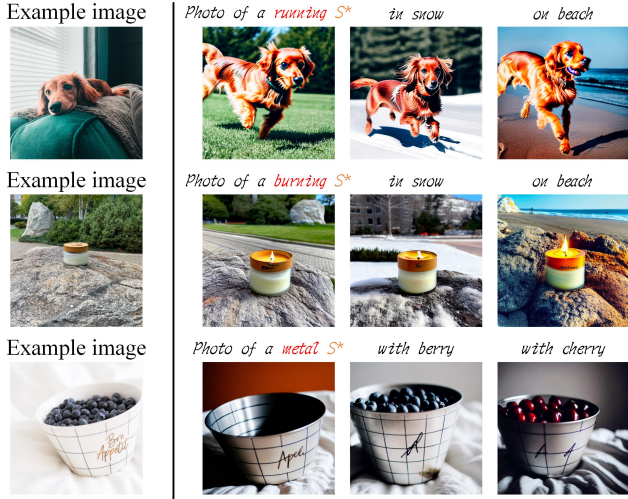 Example image
Photo of a running S*
in snow
on beach
Example image
Photo of a burning S*
in snow
on beach
Example image
Photo of a metal S*
with berry
with cherry
Bon
Appetit
Apel